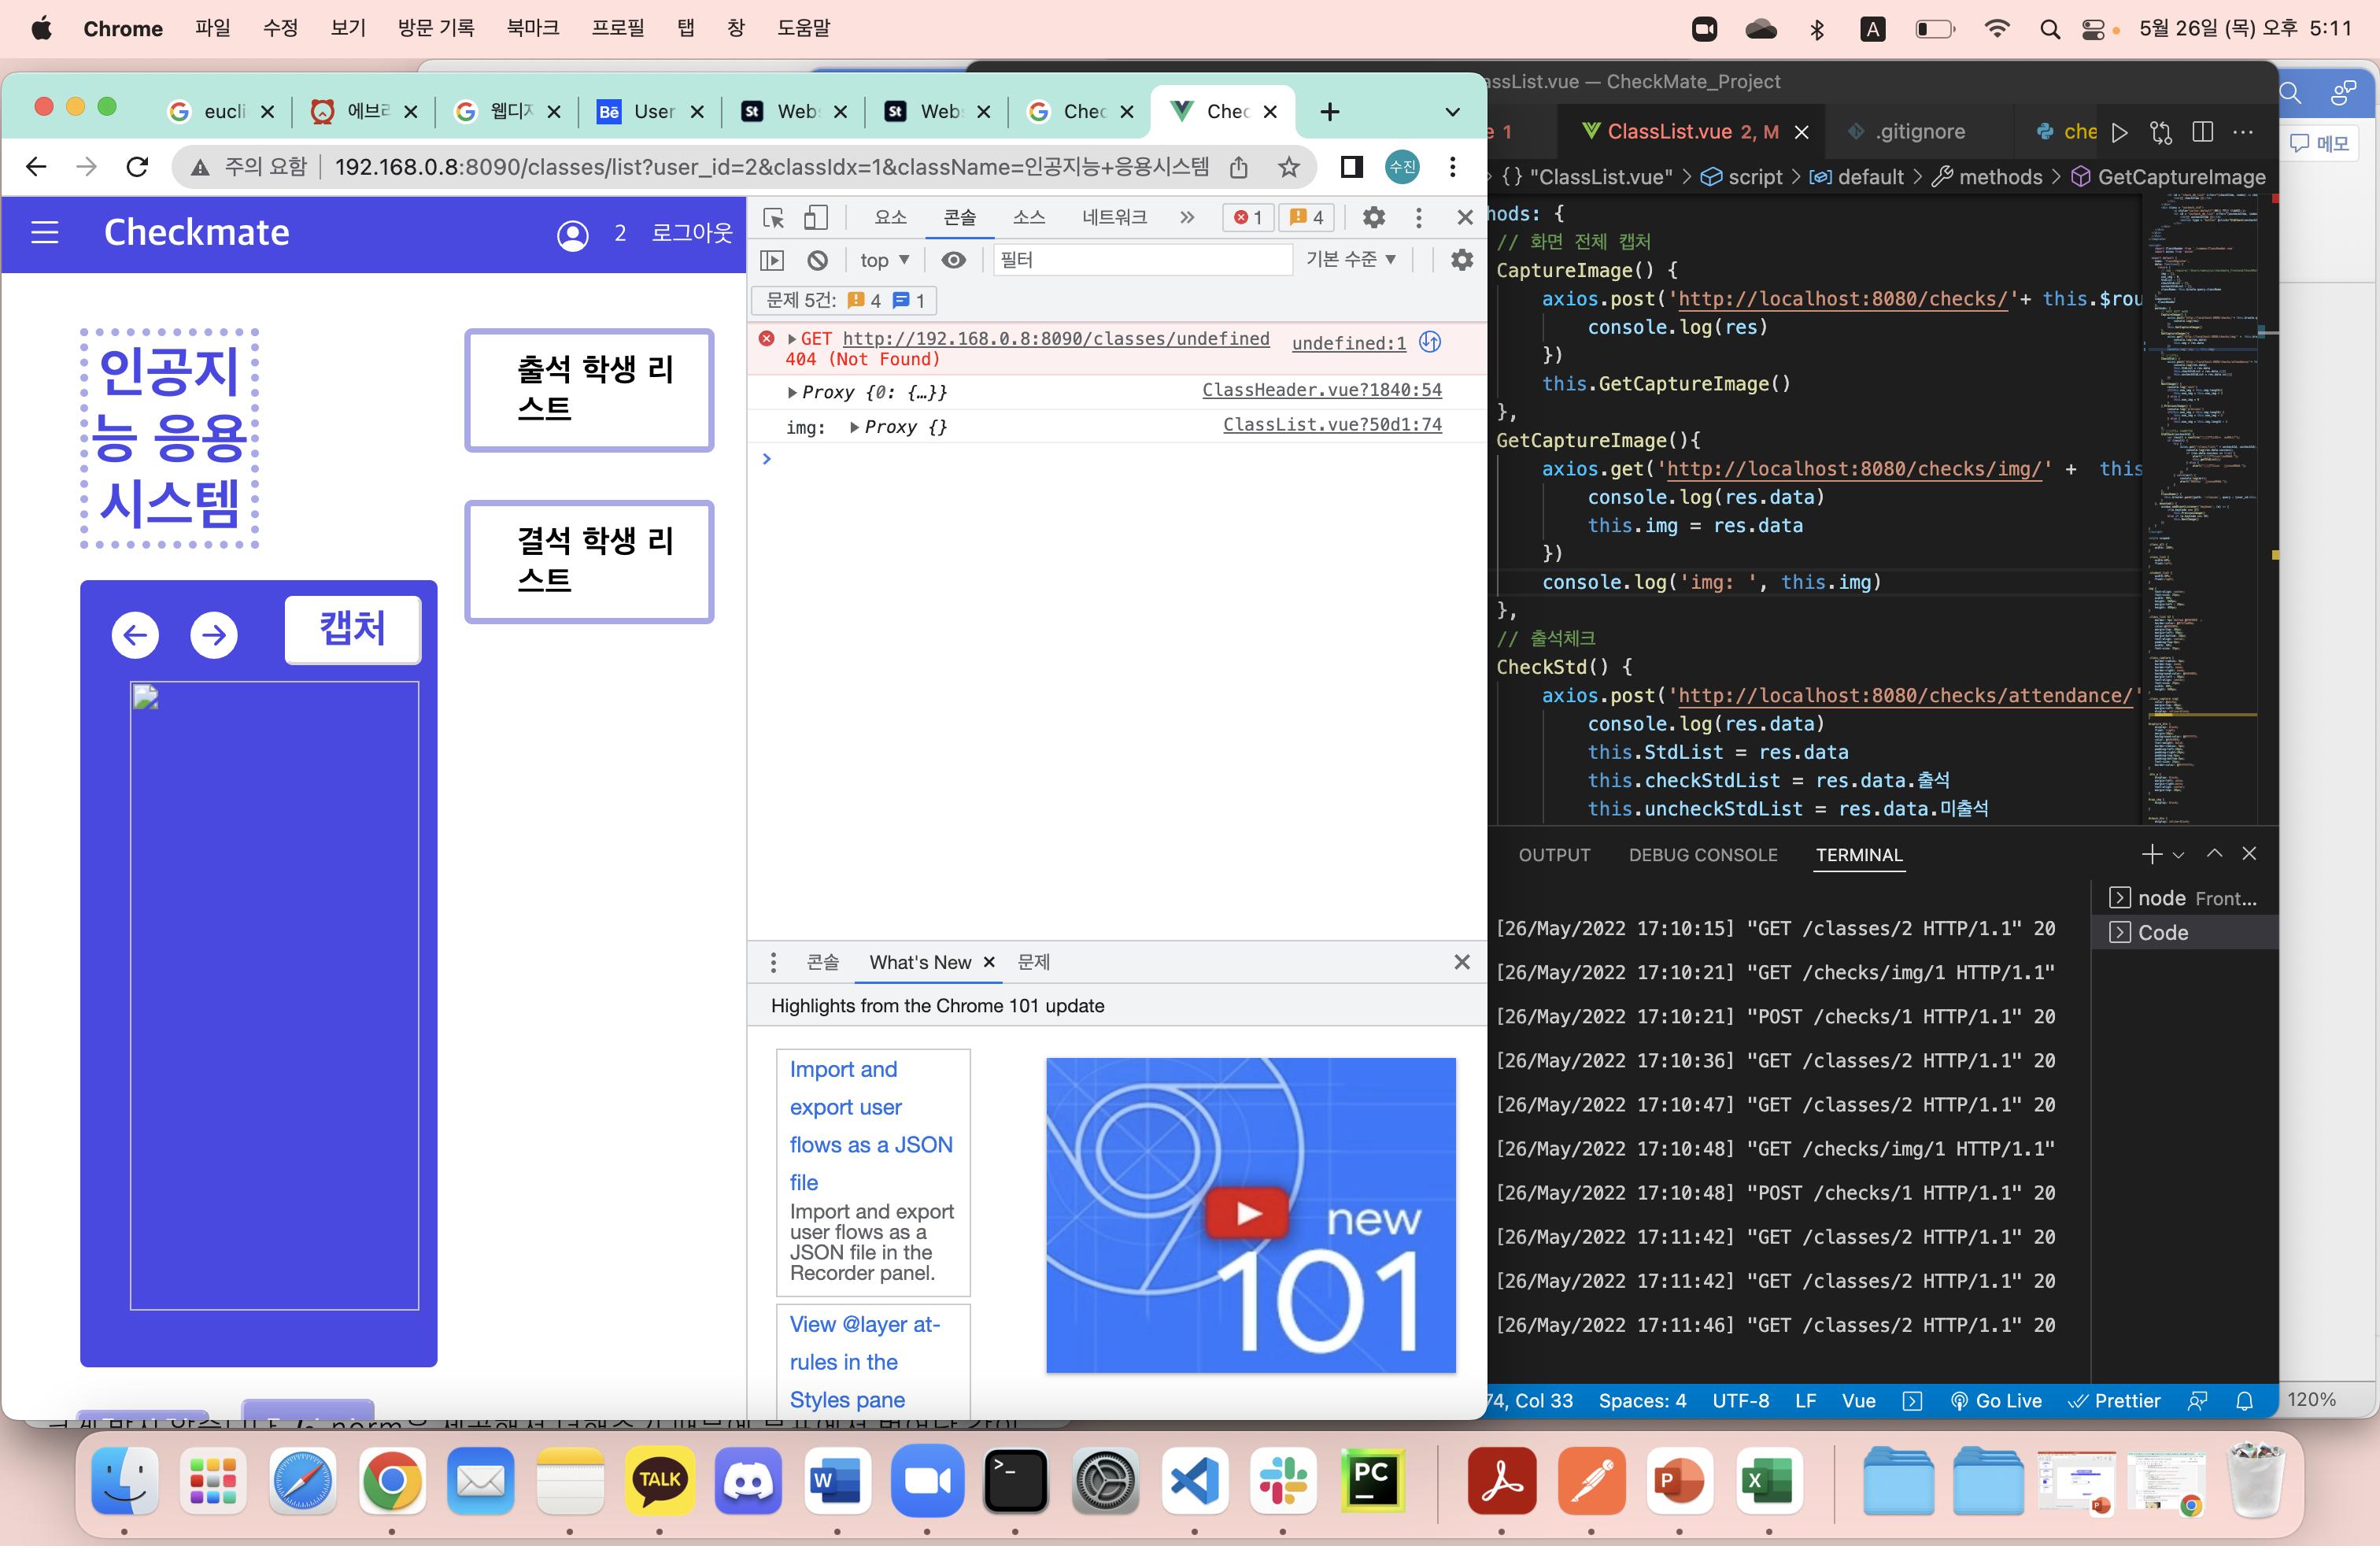 Chrome 파일 수정 보기 방문 기록 북마크 프로필 탭 창 도움말
A 5월 26일 (목) 오후 5:11
eucli
에브리
웹디자
User
Web
Web
Chec
Chec
주의 요함 192.168.0.8:8090/classes/list?user_id=2&classIdx=1&className=인공지능+응용시스템
수진
Checkmate
2 로그아웃
인공지
능 응용
시스템
출석 학생 리
스트
결석 학생 리
스트
캡처
요소 콘솔 소스 네트워크 » 1 4
top ▼ 필터 기본 수준 ▼
문제 5건: 4 1
GET http://192.168.0.8:8090/classes/undefined undefined:1
404 (Not Found)
Proxy {0: {…}} ClassHeader.vue?1840:54
img: Proxy {} ClassList.vue?50d1:74
콘솔 What's New 문제
Highlights from the Chrome 101 update
Import and
export user
flows as a JSON
file
Import and export
user flows as a
JSON file in the
Recorder panel.
View @layer at-
rules in the
Styles pane
new
101
assList.vue — CheckMate_Project
e 1 ClassList.vue 2, M .gitignore che
{} "ClassList.vue" > script > default > methods > GetCaptureImage
hods: {
// 화면 전체 캡처
CaptureImage() {
axios.post('http://localhost:8080/checks/'+ this.$rou
console.log(res)
})
this.GetCaptureImage()
},
GetCaptureImage(){
axios.get('http://localhost:8080/checks/img/' + this
console.log(res.data)
this.img = res.data
})
console.log('img: ', this.img)
},
// 출석체크
CheckStd() {
axios.post('http://localhost:8080/checks/attendance/'
console.log(res.data)
this.StdList = res.data
this.checkStdList = res.data.출석
this.uncheckStdList = res.data.미출석
OUTPUT DEBUG CONSOLE TERMINAL
node Front...
Code
[26/May/2022 17:10:15] "GET /classes/2 HTTP/1.1" 20
[26/May/2022 17:10:21] "GET /checks/img/1 HTTP/1.1"
[26/May/2022 17:10:21] "POST /checks/1 HTTP/1.1" 20
[26/May/2022 17:10:36] "GET /classes/2 HTTP/1.1" 20
[26/May/2022 17:10:47] "GET /classes/2 HTTP/1.1" 20
[26/May/2022 17:10:48] "GET /checks/img/1 HTTP/1.1"
[26/May/2022 17:10:48] "POST /checks/1 HTTP/1.1" 20
[26/May/2022 17:11:42] "GET /classes/2 HTTP/1.1" 20
[26/May/2022 17:11:42] "GET /classes/2 HTTP/1.1" 20
[26/May/2022 17:11:46] "GET /classes/2 HTTP/1.1" 20
74, Col 33 Spaces: 4 UTF-8 LF Vue Go Live Prettier
메모
120%
TALK
PC